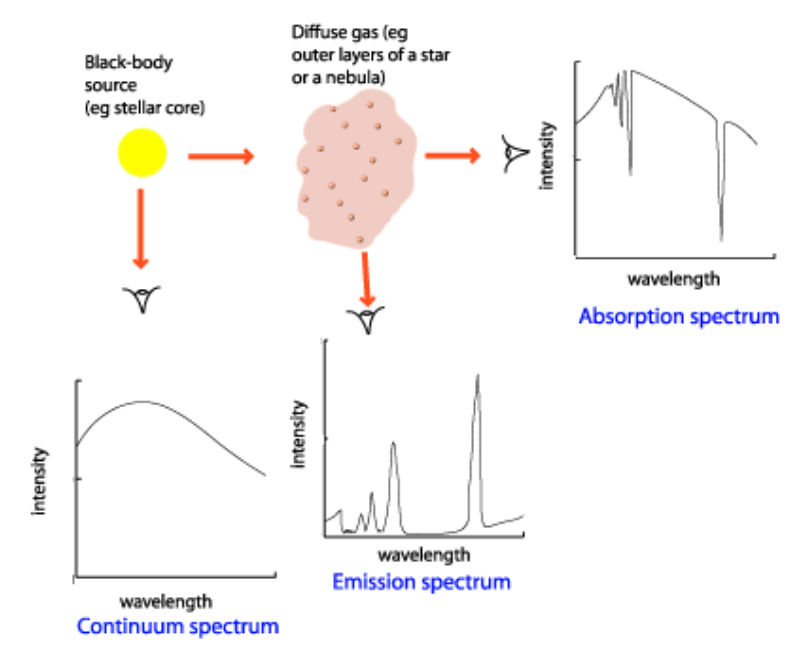 Black-body
source
(eg stellar core)
Diffuse gas (eg
outer layers of a star
or a nebula)
intensity
wavelength
Absorption spectrum
intensity
wavelength
Emission spectrum
intensity
wavelength
Continuum spectrum